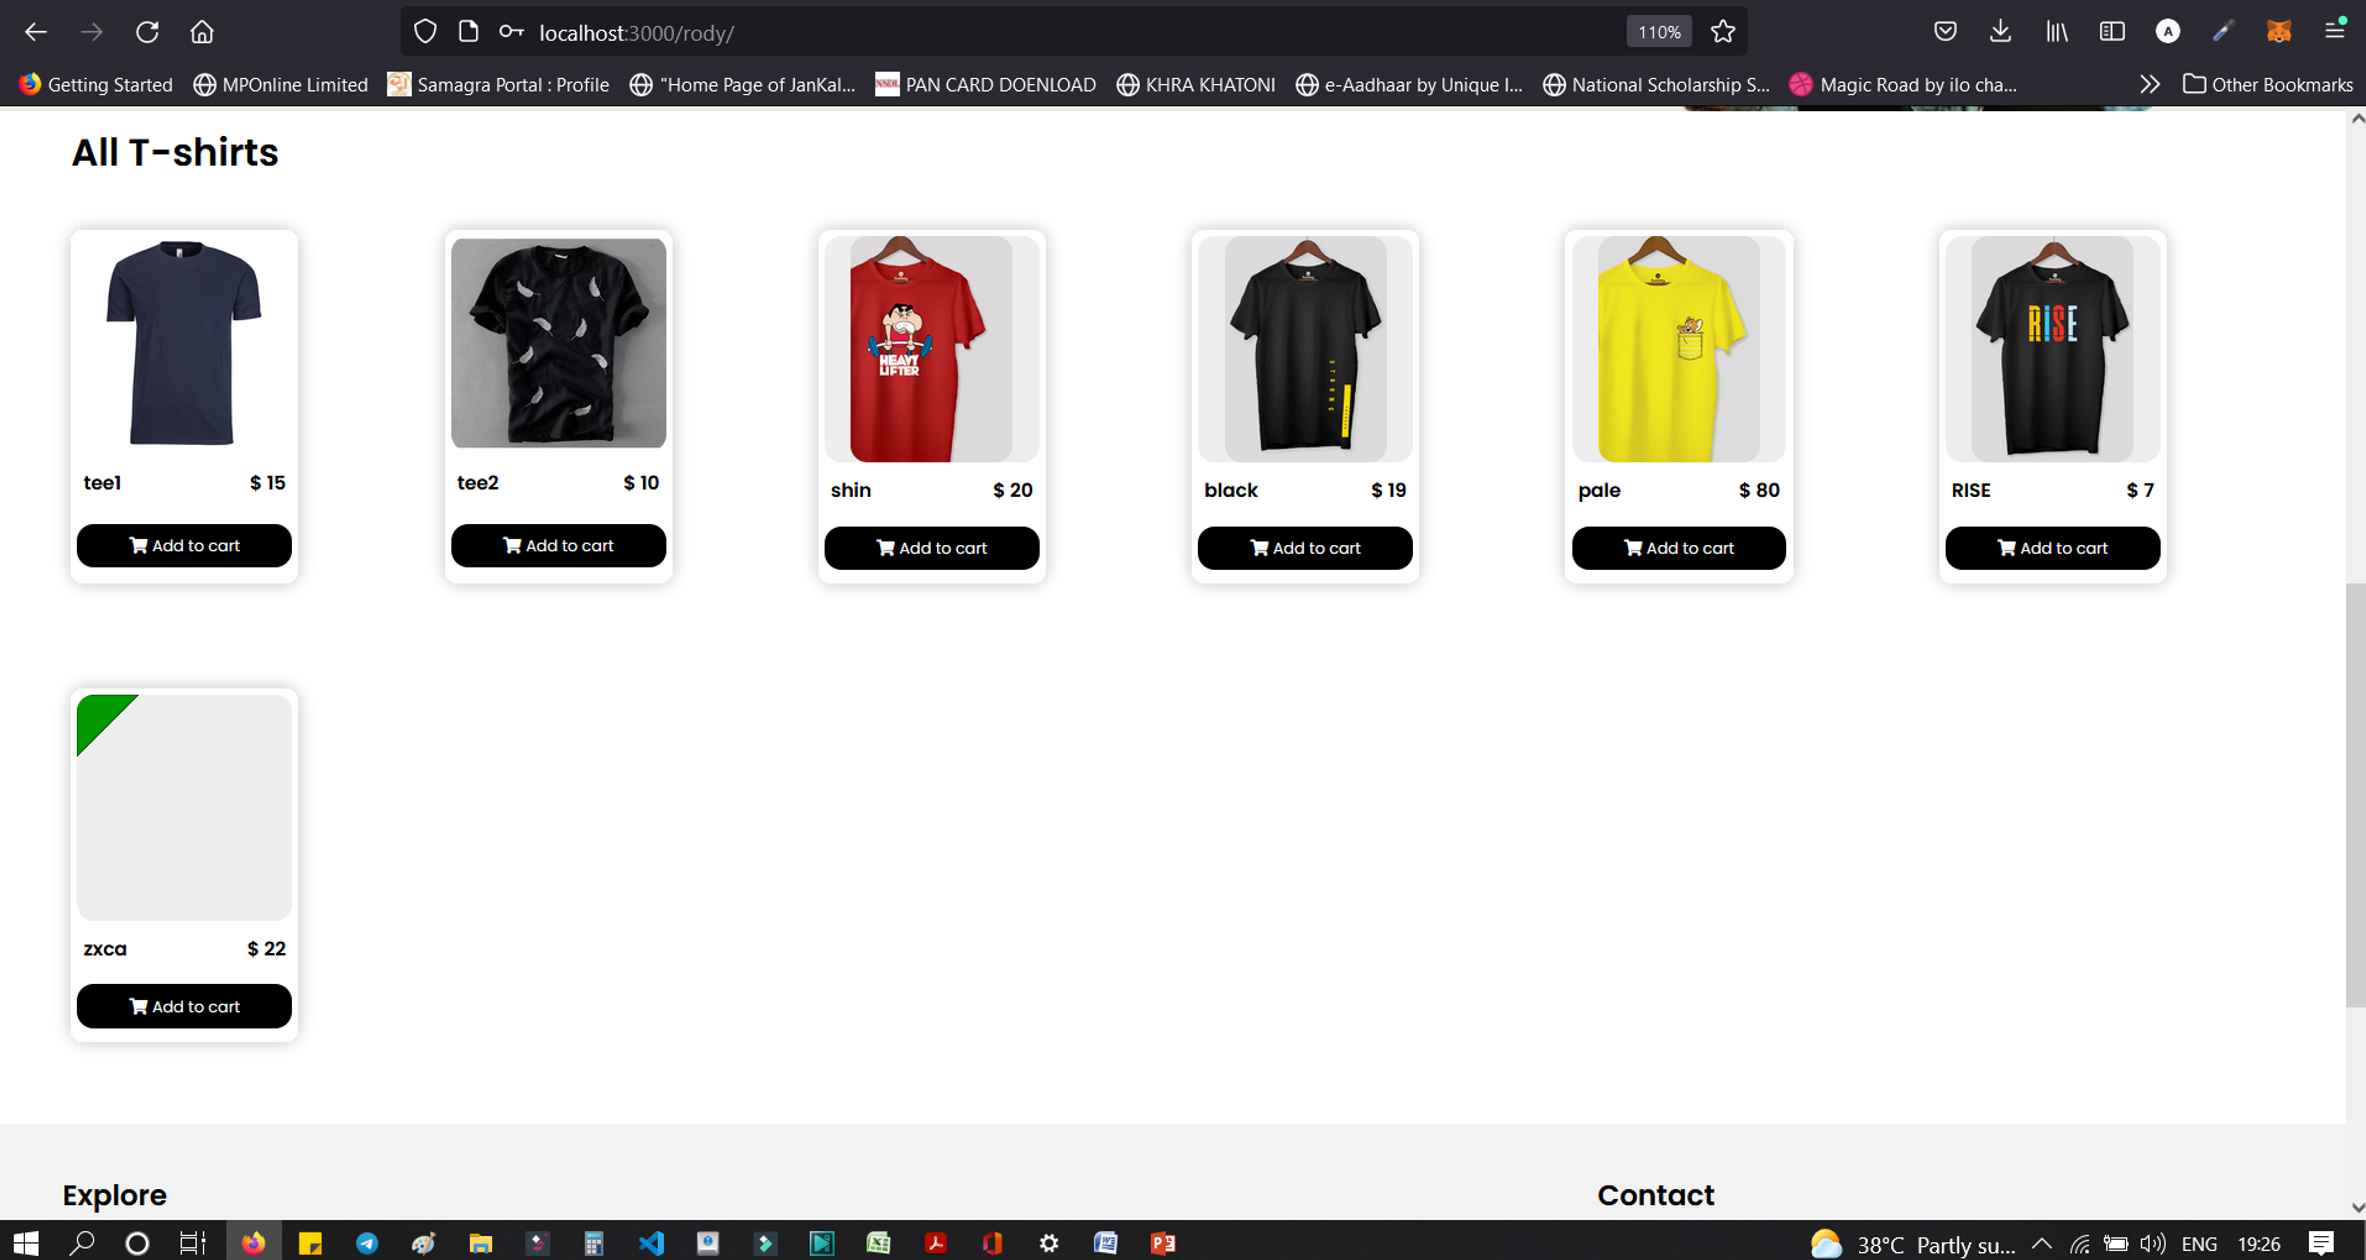 localhost:3000/rody/
110%
Getting Started
MPOnline Limited
Samagra Portal : Profile
"Home Page of JanKal...
NSDL
PAN CARD DOENLOAD
KHRA KHATONI
e-Aadhaar by Unique I...
National Scholarship S...
Magic Road by ilo cha...
Other Bookmarks
A
All T-shirts
HEAVY
LIFTER
STRONG
RISE
tee1 $ 15
tee2 $ 10
shin $ 20
black $ 19
pale $ 80
RISE $ 7
Add to cart
Add to cart
Add to cart
Add to cart
Add to cart
Add to cart
zxca $ 22
Add to cart
Explore
Contact
38°C Partly su...
ENG
19:26